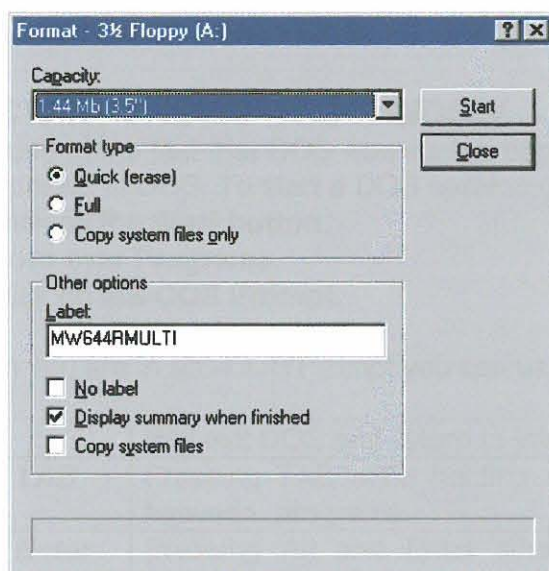 Format - 3½ Floppy (A:)
Capacity:
1.44 Mb (3.5")
Start
Close
Format type
Quick (erase)
Full
Copy system files only
Other options
Label:
MW644RMULTI
No label
Display summary when finished
Copy system files